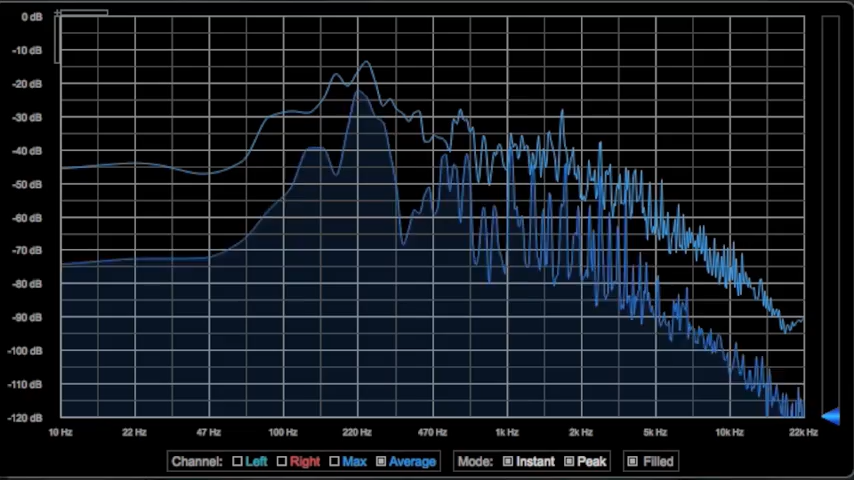 0 dB
-10 dB
-20 dB
-30 dB
-40 dB
-50 dB
-60 dB
-70 dB
-80 dB
-90 dB
-100 dB
-110 dB
-120 dB
10 Hz 22 Hz 47 Hz 100 Hz 220 Hz 470 Hz 1k Hz 2k Hz 5k Hz 10k Hz 22k Hz
Channel: Left Right Max Average Mode: Instant Peak Filled